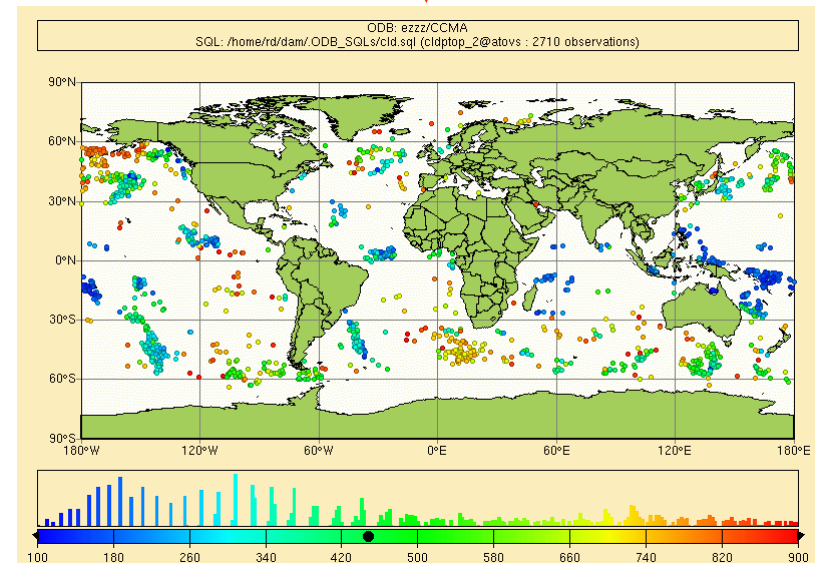 ODB: ezzz/CCMA
SQL: /home/rd/dam/.ODB_SQLs/cld.sql (cldptop_2@atovs : 2710 observations)
90°N
60°N
30°N
0°N
30°S
60°S
90°S
180°W 120°W 60°W 0°E 60°E 120°E 180°E
100 180 260 340 420 500 580 660 740 820 900